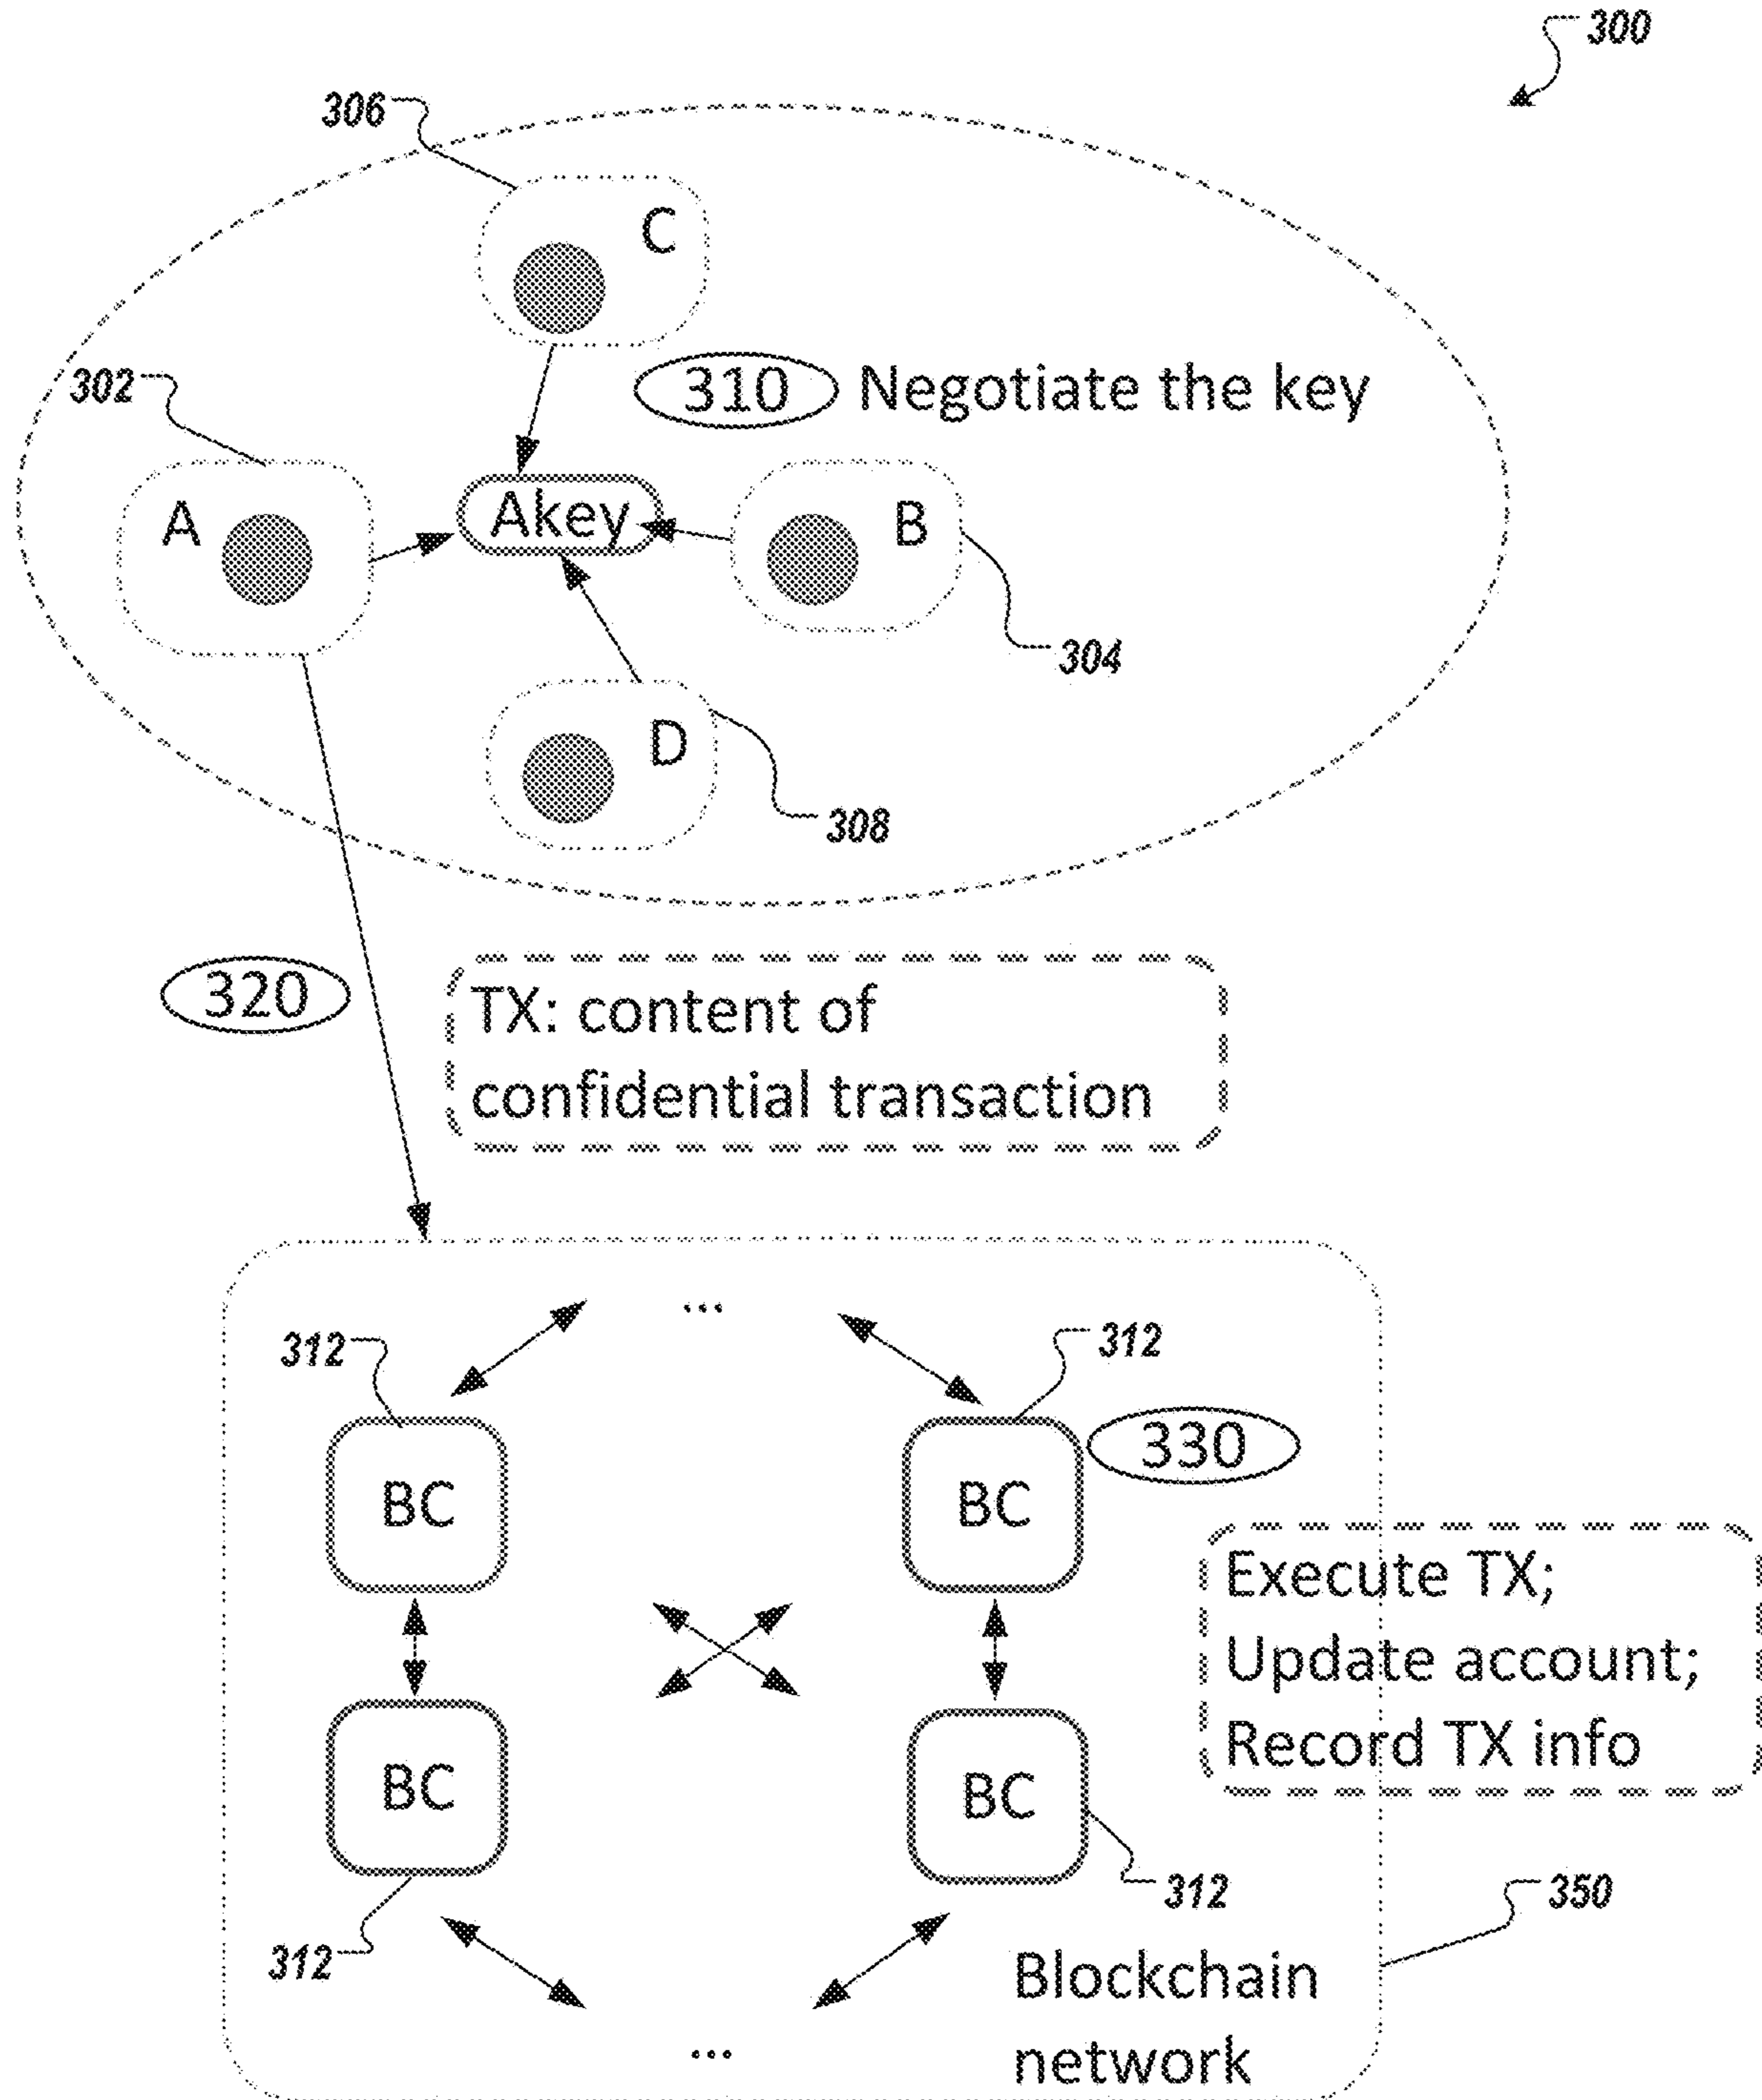 300
306
C
302
310 Negotiate the key
A
Akey
B
304
D
308
320
TX: content of
confidential transaction
...
312
312
330
BC
BC
Execute TX;
Update account;
Record TX info
BC
BC
312
350
312
Blockchain
network
...